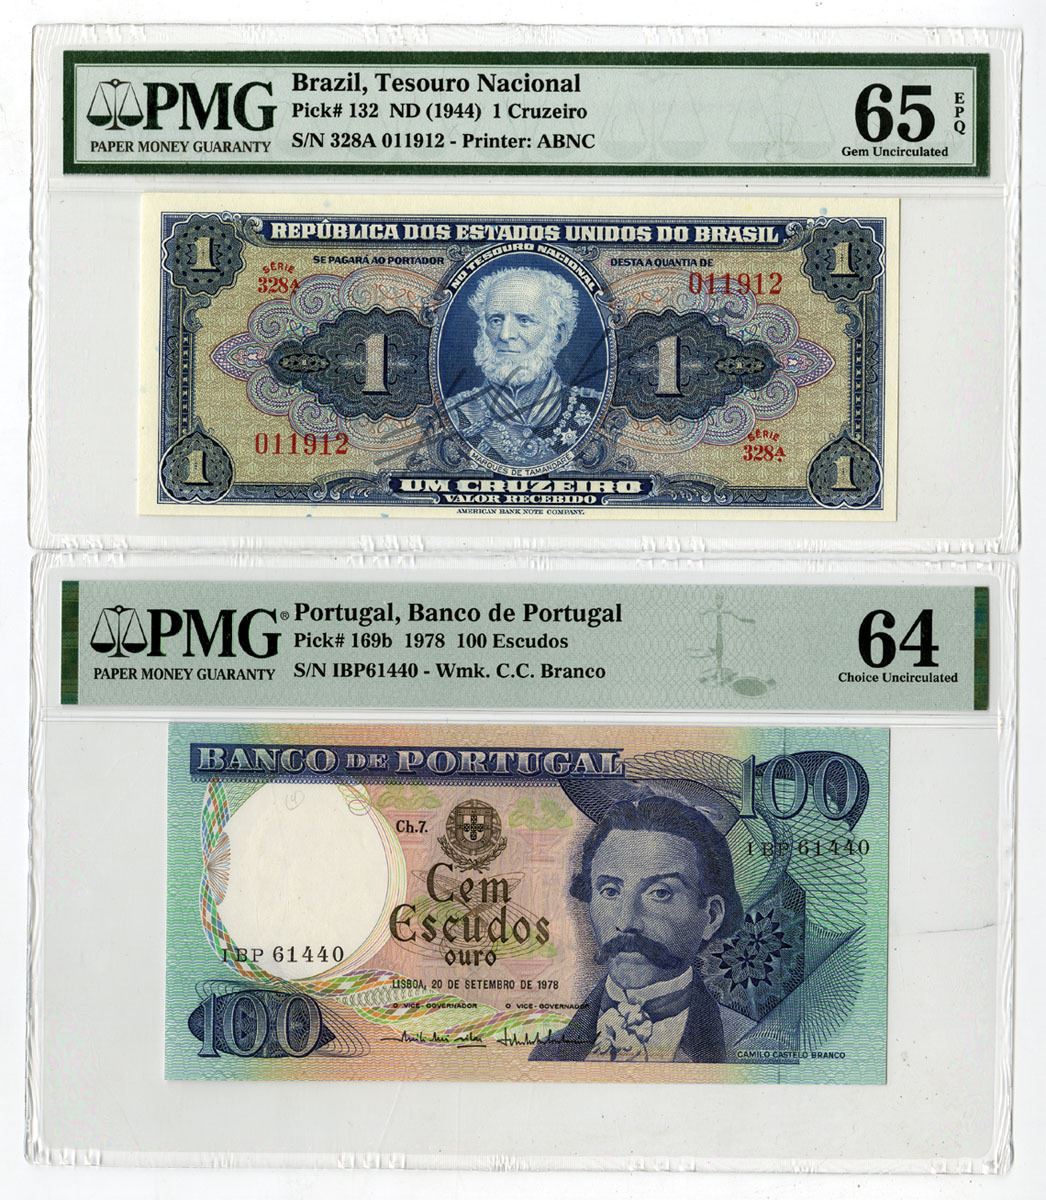 PMG
PAPER MONEY GUARANTY
Brazil, Tesouro Nacional
Pick# 132 ND (1944) 1 Cruzeiro
S/N 328A 011912 - Printer: ABNC
65 EPQ
Gem Uncirculated
1
REPÚBLICA DOS ESTADOS UNIDOS DO BRASIL
1
SE PAGARÁ AO PORTADOR
NO TESOURO NACIONAL
DESTA A QUANTIA DE
SÉRIE
328A
011912
1
1
011912
SÉRIE
328A
MARQUES DE TAMANDARÉ
1
UM CRUZEIRO
1
VALOR RECEBIDO
AMERICAN BANK NOTE COMPANY.
PMG®
PAPER MONEY GUARANTY
Portugal, Banco de Portugal
Pick# 169b 1978 100 Escudos
S/N IBP61440 - Wmk. C.C. Branco
64
Choice Uncirculated
BANCO DE PORTUGAL
100
Ch.7.
IBP 61440
Cem
Escudos
ouro
IBP 61440
LISBOA, 20 DE SETEMBRO DE 1978
O VICE-GOVERNADOR O VICE-GOVERNADOR
100
CAMILO CASTELO BRANCO